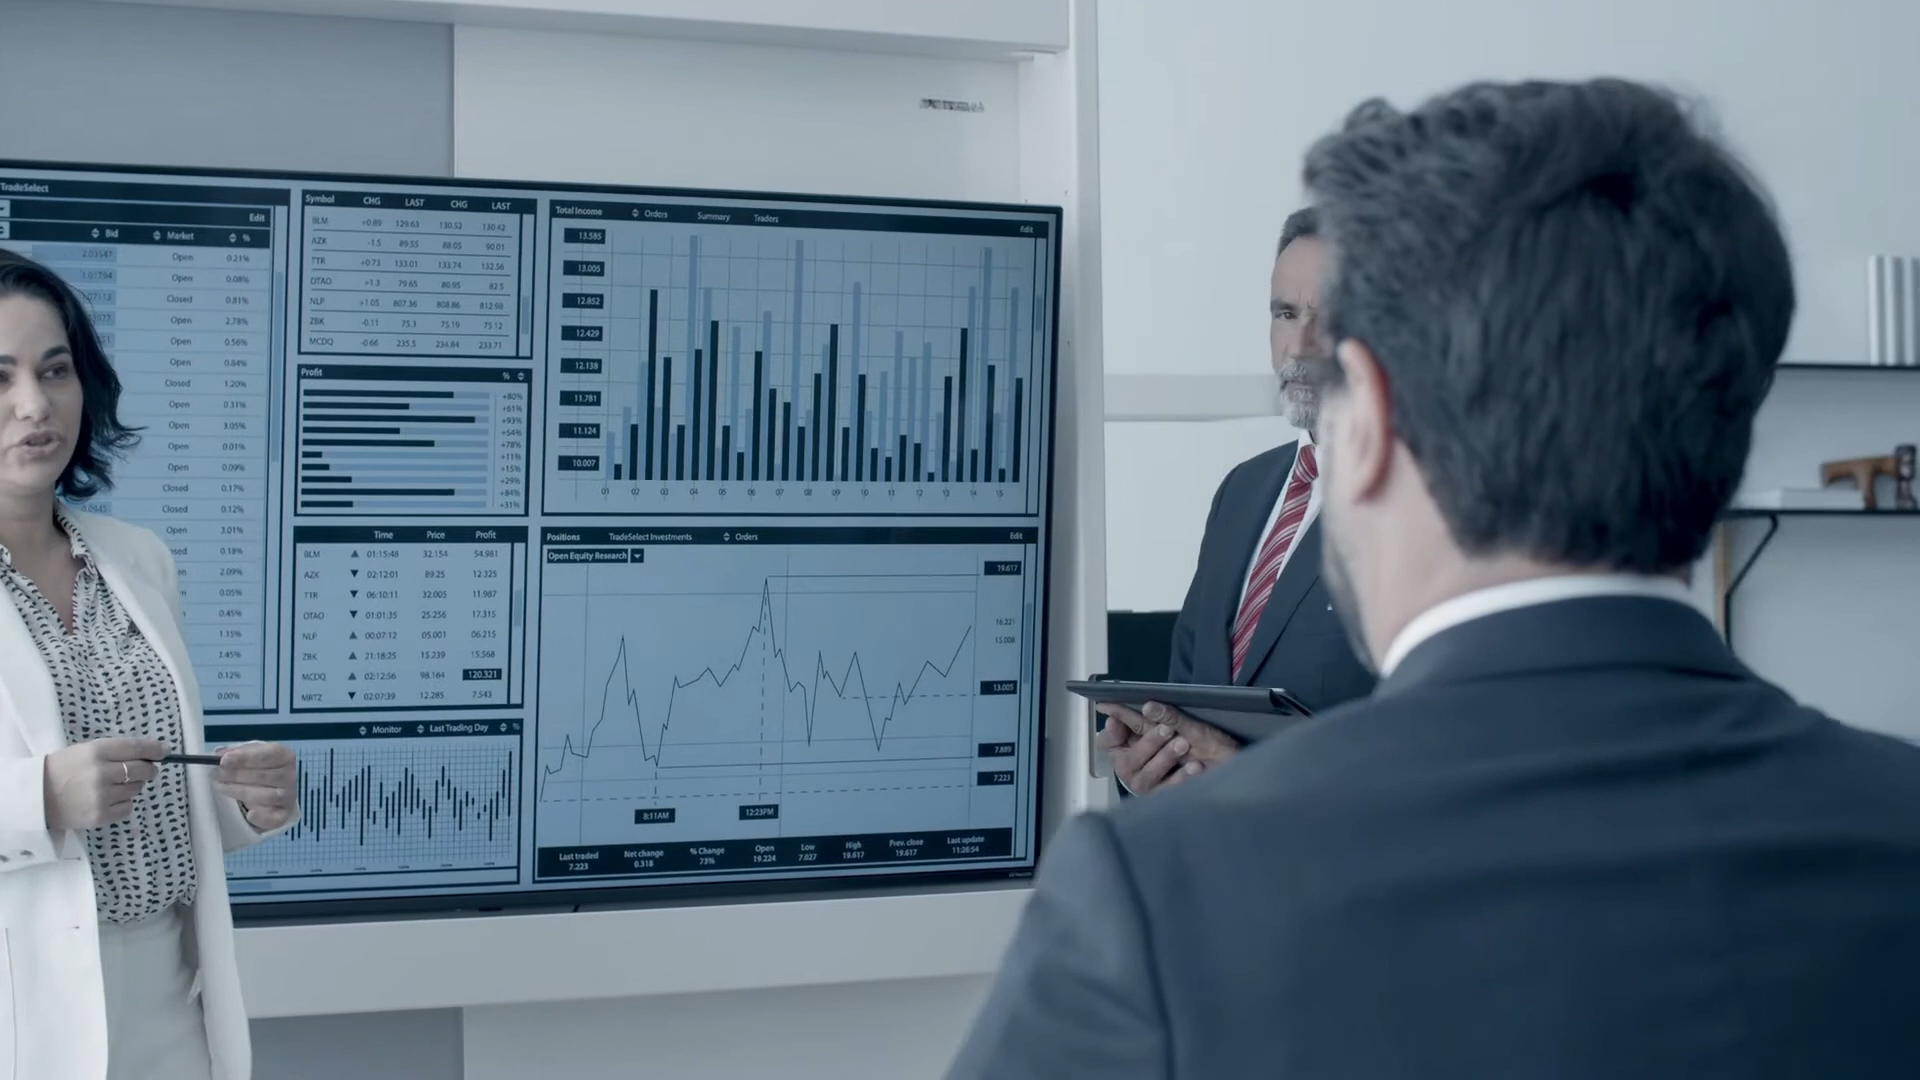 TradeSelect
Edit
Bid Market %
2.03547 Open 0.21%
1.01794 Open 0.08%
Closed 0.81%
Open 2.78%
Open 0.56%
Open 0.84%
Closed 1.20%
Open 0.31%
Open 3.05%
Open 0.01%
Open 0.09%
Closed 0.17%
0.0945 Closed 0.12%
Open 3.01%
0.18%
2.09%
0.05%
0.45%
1.15%
1.45%
0.12%
0.00%
Symbol CHG LAST CHG LAST
BLM +0.89 129.63 130.52 130.42
AZK -1.5 89.55 88.05 90.01
TTR +0.73 133.01 133.74 132.56
OTAO +1.3 79.65 80.95 82.5
NLP +1.05 807.36 808.86 812.98
ZBK -0.11 75.3 75.19 75.12
MCDQ -0.66 235.5 234.84 233.71
Profit %
+80%
+61%
+93%
+54%
+78%
+11%
+15%
+29%
+84%
+31%
Time Price Profit
BLM ▲ 01:15:48 32.154 54.981
AZK ▼ 02:12:01 89.25 12.325
TTR ▼ 06:10:11 32.005 11.987
OTAO ▼ 01:01:35 25.256 17.315
NLP ▲ 00:07:12 05.001 06.215
ZBK ▲ 21:18:25 15.239 15.568
MCDQ ▲ 02:12:56 98.164 120.321
MRTZ ▼ 02:07:39 12.285 7.543
Monitor Last Trading Day %
Total Income Orders Summary Traders Edit
13.585
13.005
12.852
12.429
12.138
11.781
11.124
10.007
01 02 03 04 05 06 07 08 09 10 11 12 13 14 15
Positions TradeSelect Investments Orders Edit
Open Equity Research
19.617
16.221
15.008
13.005
7.889
7.223
8:11AM 12:23PM
Last traded Net change % Change Open Low High Prev. close Last update
7.223 0.318 73% 19.224 7.027 19.617 19.617 11:26:54